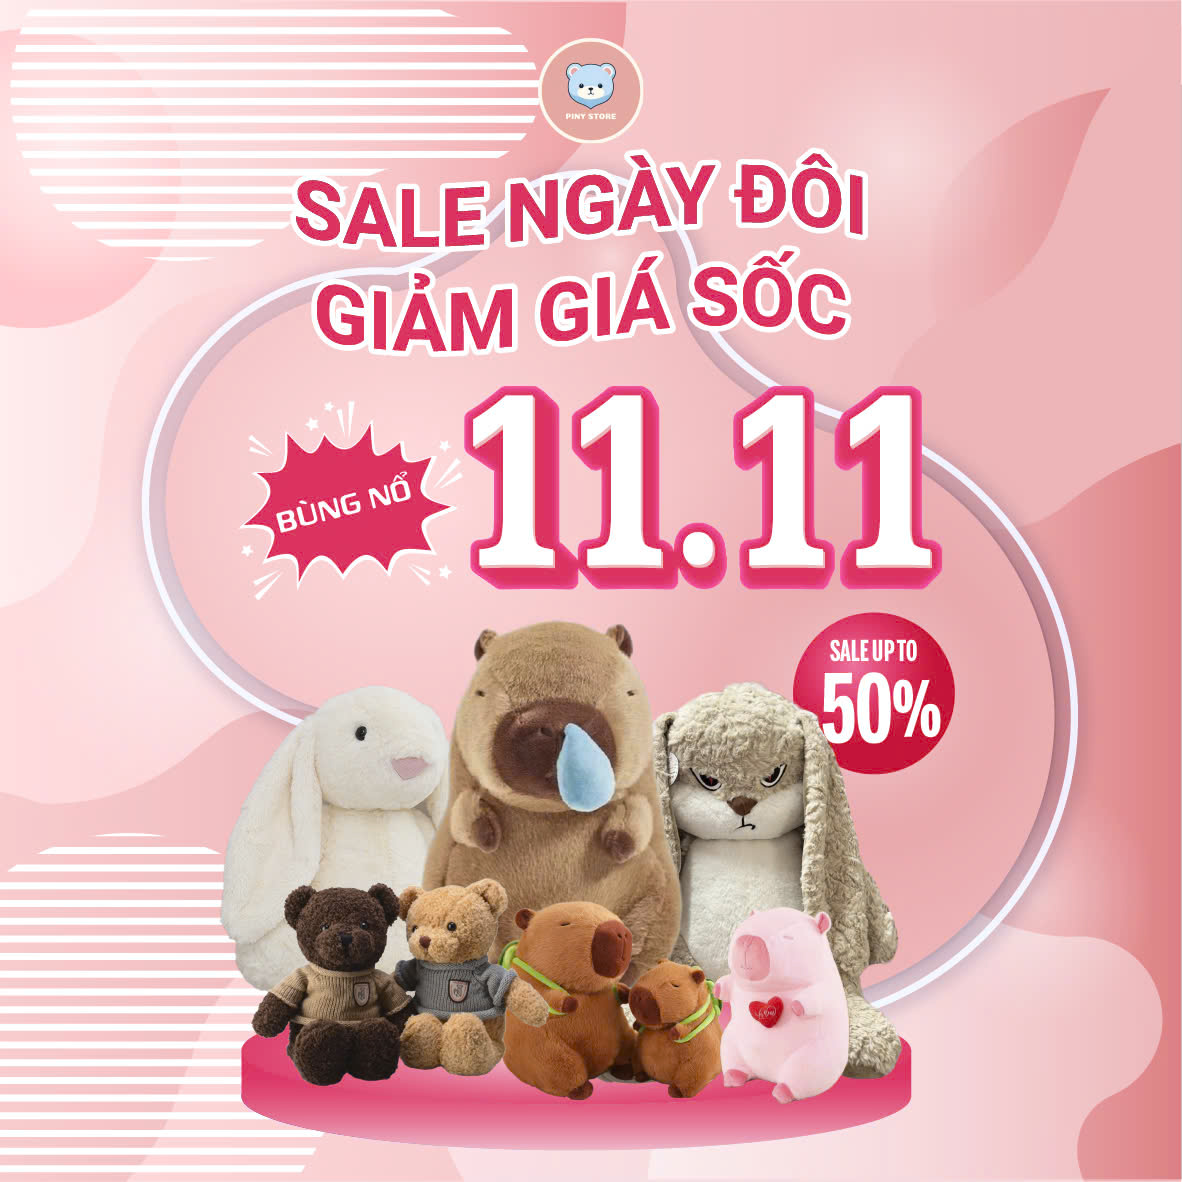 PINY STORE
SALE NGÀY ĐÔI
GIẢM GIÁ SỐC
BÙNG NỔ
11.11
SALE UP TO
50%